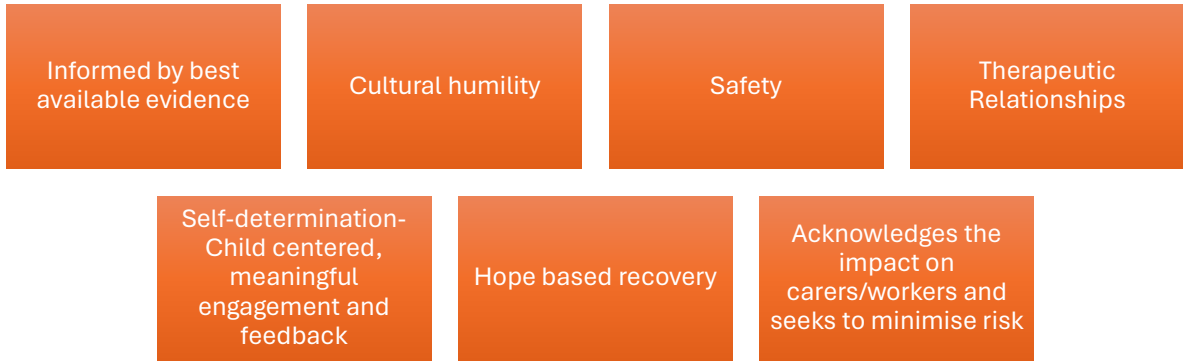 Informed by best
available evidence
Cultural humility
Safety
Therapeutic
Relationships
Self-determination-
Child centered,
meaningful
engagement and
feedback
Hope based recovery
Acknowledges the
impact on
carers/workers and
seeks to minimise risk